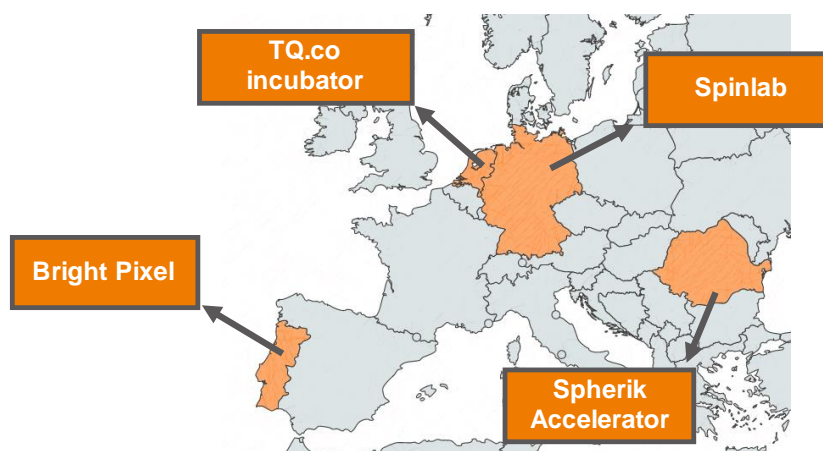 TQ.co
incubator
Spinlab
Bright Pixel
Spherik
Accelerator